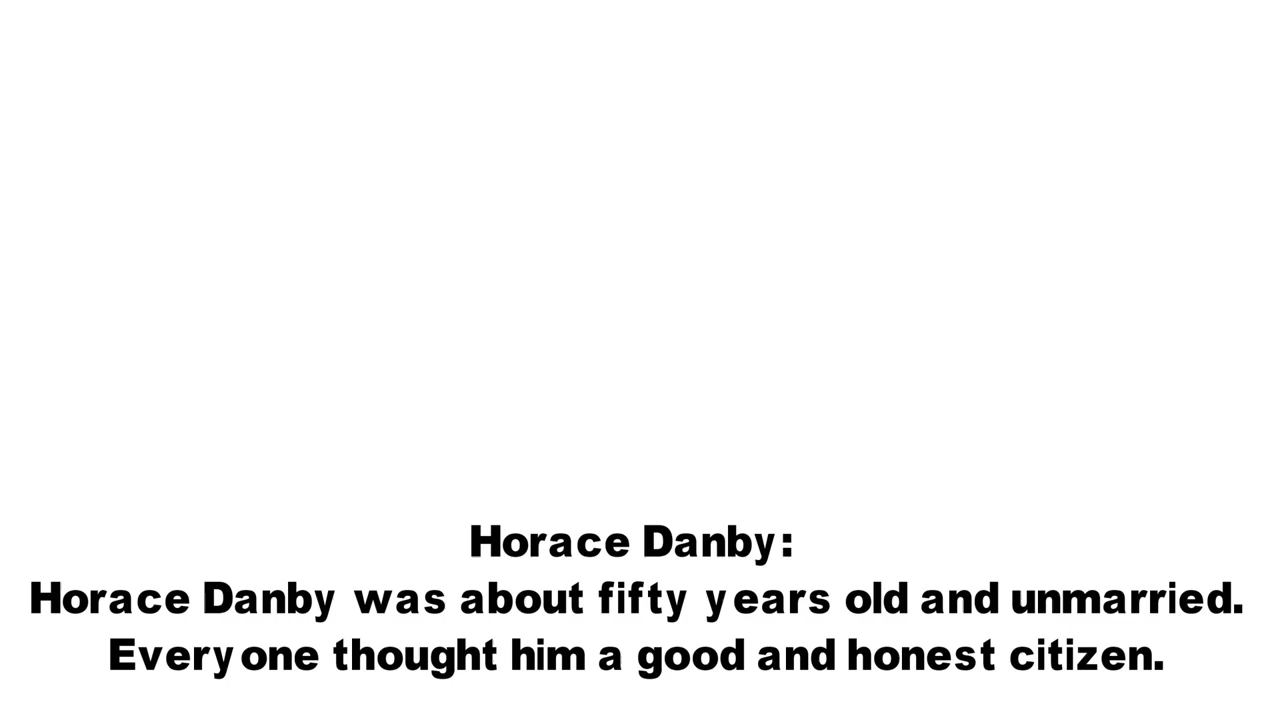 Horace Danby:
Horace Danby was about fifty years old and unmarried.
Everyone thought him a good and honest citizen.